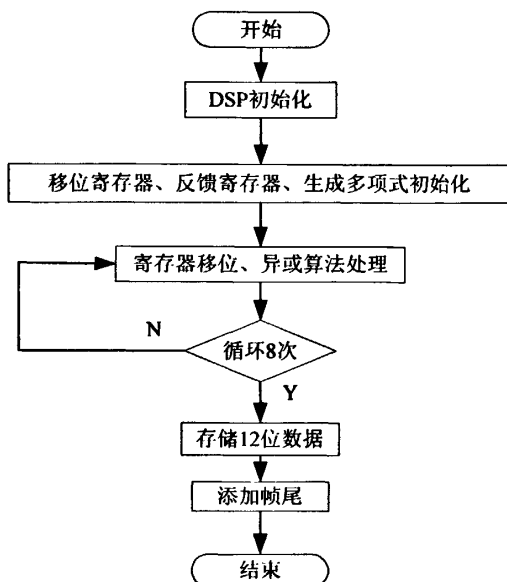 开始
DSP初始化
移位寄存器、反馈寄存器、生成多项式初始化
寄存器移位、异或算法处理
N
循环8次
Y
存储12位数据
添加帧尾
结束